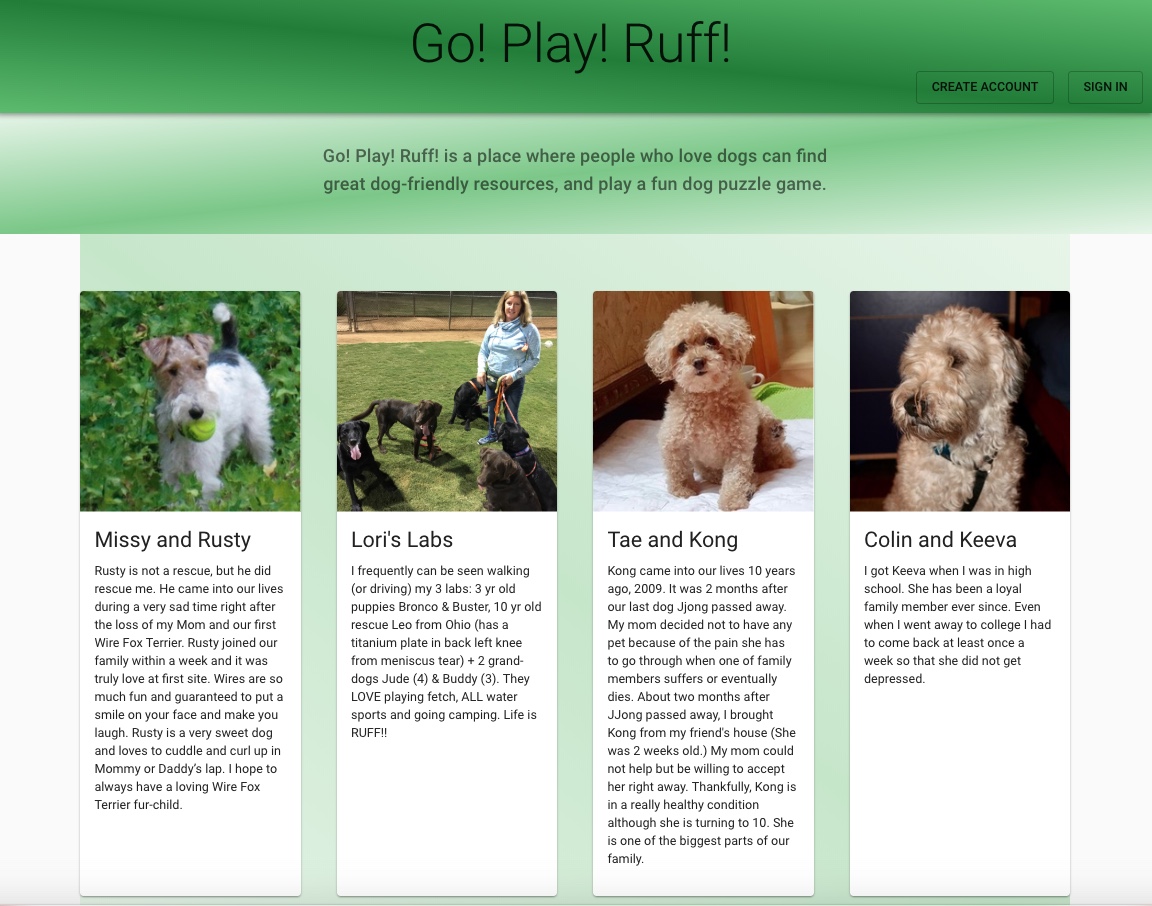 Go! Play! Ruff!
CREATE ACCOUNT
SIGN IN
Go! Play! Ruff! is a place where people who love dogs can find
great dog-friendly resources, and play a fun dog puzzle game.
Missy and Rusty
Rusty is not a rescue, but he did
rescue me. He came into our lives
during a very sad time right after
the loss of my Mom and our first
Wire Fox Terrier. Rusty joined our
family within a week and it was
truly love at first site. Wires are so
much fun and guaranteed to put a
smile on your face and make you
laugh. Rusty is a very sweet dog
and loves to cuddle and curl up in
Mommy or Daddy’s lap. I hope to
always have a loving Wire Fox
Terrier fur-child.
Lori's Labs
I frequently can be seen walking
(or driving) my 3 labs: 3 yr old
puppies Bronco & Buster, 10 yr old
rescue Leo from Ohio (has a
titanium plate in back left knee
from meniscus tear) + 2 grand-
dogs Jude (4) & Buddy (3). They
LOVE playing fetch, ALL water
sports and going camping. Life is
RUFF!!
Tae and Kong
Kong came into our lives 10 years
ago, 2009. It was 2 months after
our last dog Jjong passed away.
My mom decided not to have any
pet because of the pain she has
to go through when one of family
members suffers or eventually
dies. About two months after
JJong passed away, I brought
Kong from my friend's house (She
was 2 weeks old.) My mom could
not help but be willing to accept
her right away. Thankfully, Kong is
in a really healthy condition
although she is turning to 10. She
is one of the biggest parts of our
family.
Colin and Keeva
I got Keeva when I was in high
school. She has been a loyal
family member ever since. Even
when I went away to college I had
to come back at least once a
week so that she did not get
depressed.